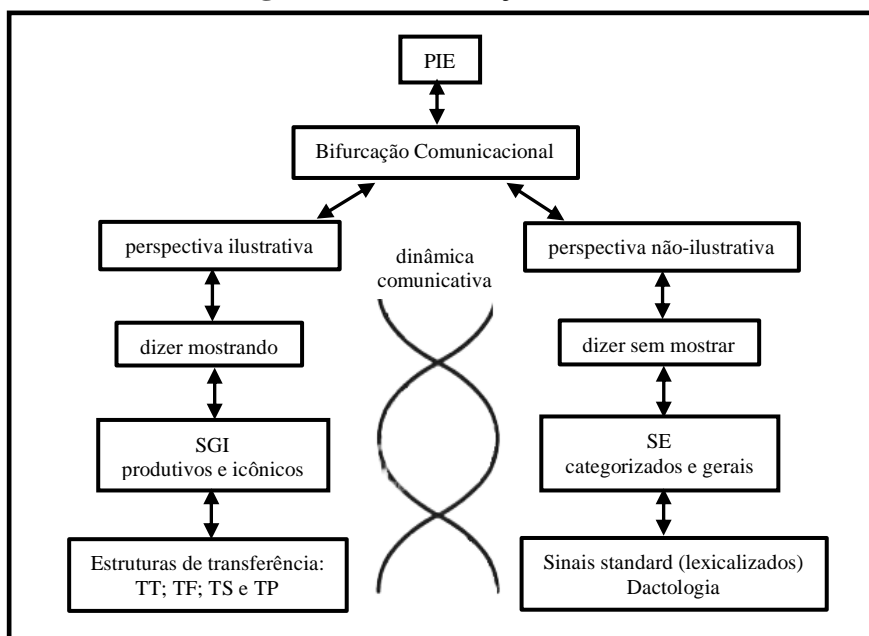 PIE
Bifurcação Comunicacional
perspectiva ilustrativa
dinâmica
comunicativa
perspectiva não-ilustrativa
dizer mostrando
dizer sem mostrar
SGI
produtivos e icônicos
SE
categorizados e gerais
Estruturas de transferência:
TT; TF; TS e TP
Sinais standard (lexicalizados)
Dactologia